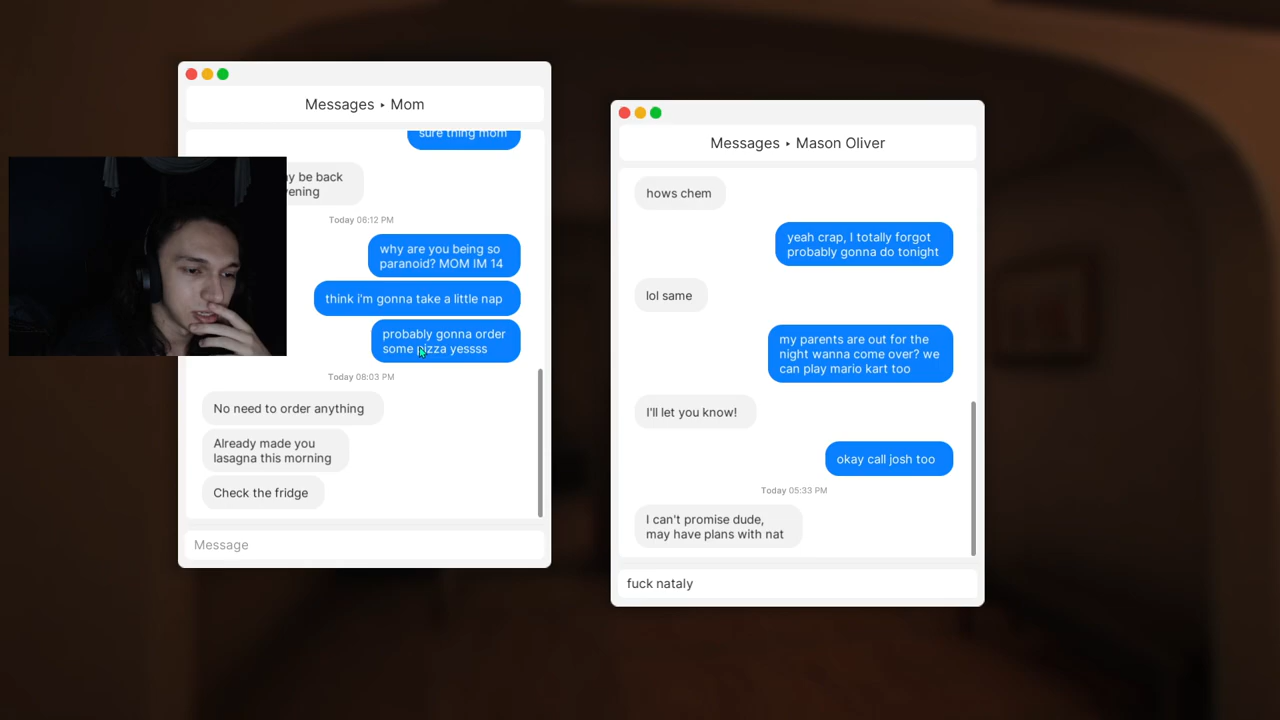 Messages ‣ Mom
sure thing mom
be back
Today 06:12 PM
why are you being so
paranoid? MOM IM 14
think i'm gonna take a little nap
probably gonna order
some pizza yessss
Today 08:03 PM
No need to order anything
Already made you
lasagna this morning
Check the fridge
Message
Messages ‣ Mason Oliver
hows chem
yeah crap, I totally forgot
probably gonna do tonight
lol same
my parents are out for the
night wanna come over? we
can play mario kart too
I'll let you know!
okay call josh too
Today 05:33 PM
I can't promise dude,
may have plans with nat
fuck nataly